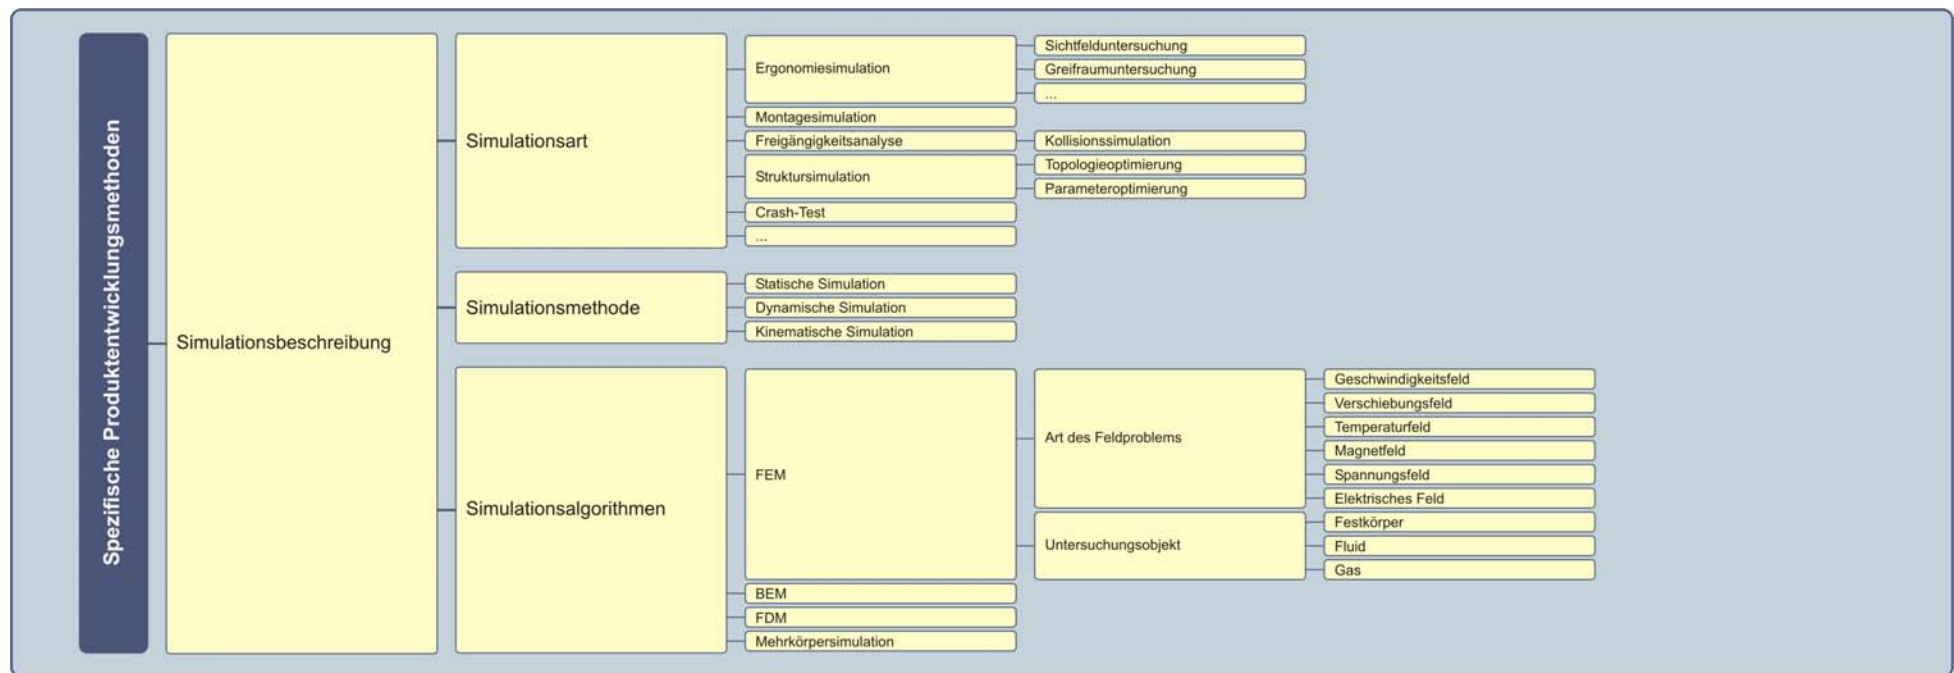 Spezifische Produktentwicklungsmethoden
Simulationsbeschreibung
Simulationsart
Ergonomiesimulation
Sichtfelduntersuchung
Greifraumuntersuchung
...
Montagesimulation
Freigängigkeitsanalyse
Kollisionssimulation
Struktursimulation
Topologieoptimierung
Parameteroptimierung
Crash-Test
...
Simulationsmethode
Statische Simulation
Dynamische Simulation
Kinematische Simulation
Simulationsalgorithmen
FEM
Art des Feldproblems
Geschwindigkeitsfeld
Verschiebungsfeld
Temperaturfeld
Magnetfeld
Spannungsfeld
Elektrisches Feld
Untersuchungsobjekt
Festkörper
Fluid
Gas
BEM
FDM
Mehrkörpersimulation